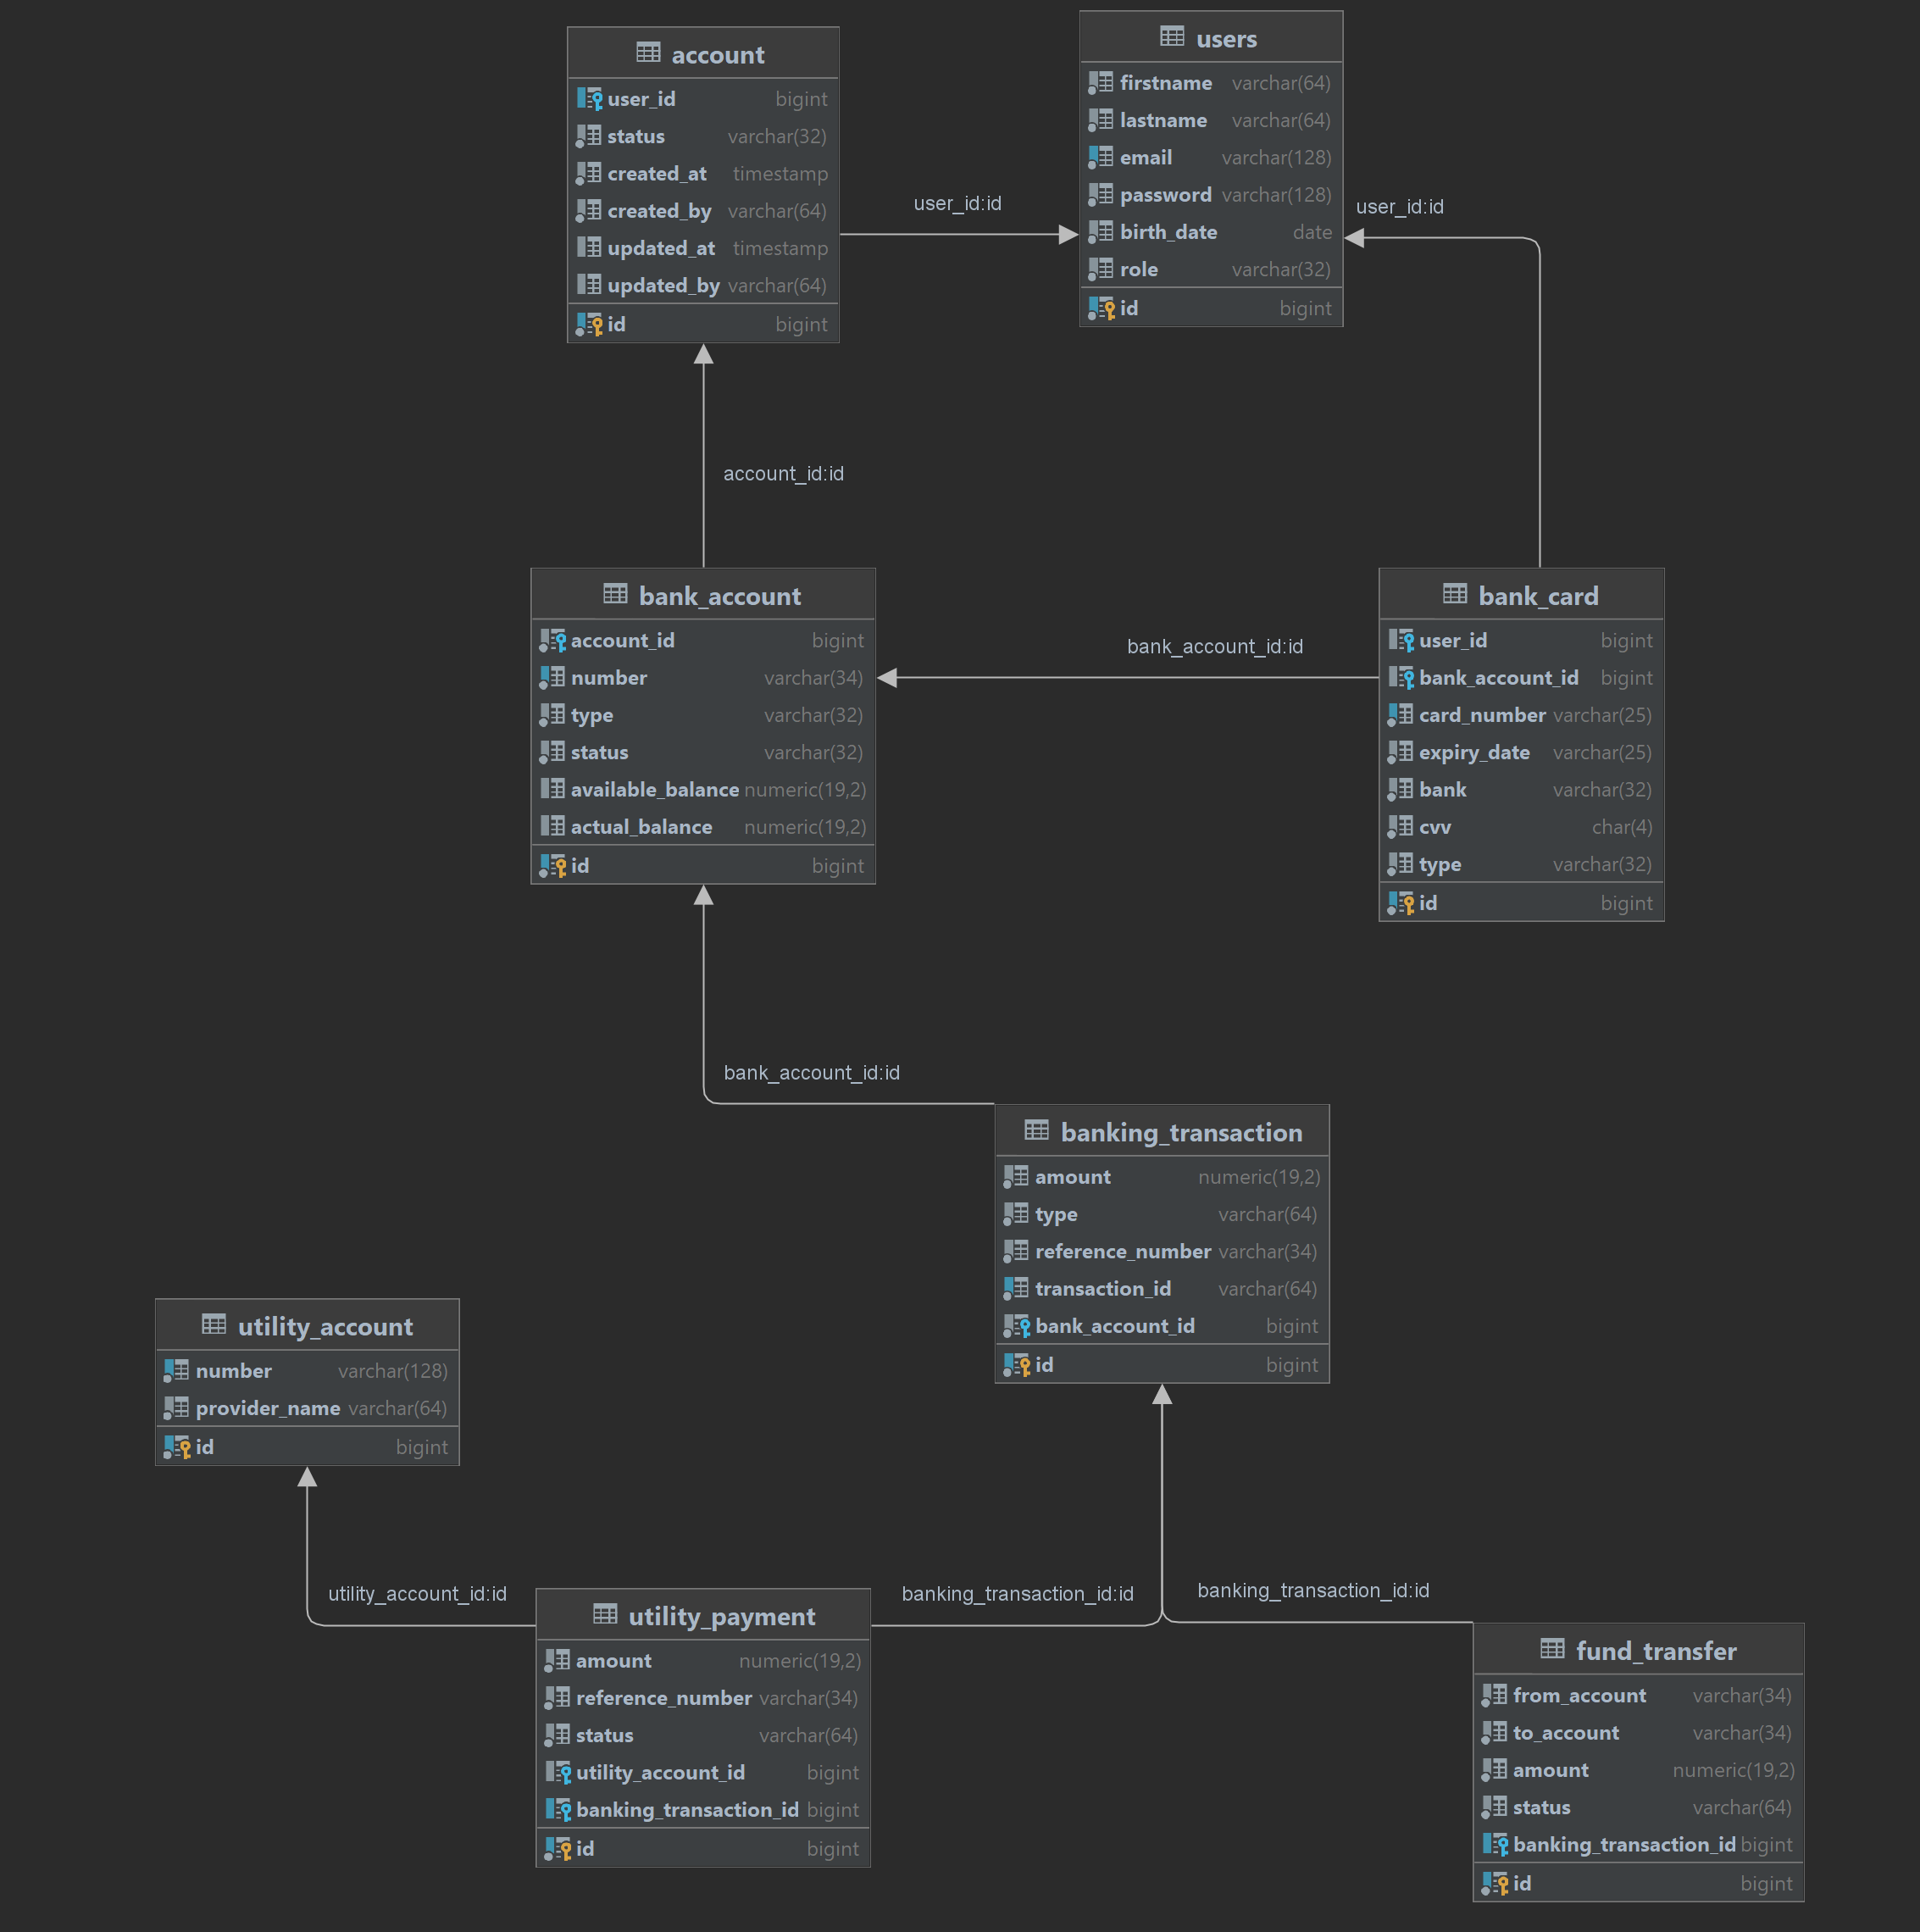 account
user_id bigint
status varchar(32)
created_at timestamp
created_by varchar(64)
updated_at timestamp
updated_by varchar(64)
id bigint
users
firstname varchar(64)
lastname varchar(64)
email varchar(128)
password varchar(128)
birth_date date
role varchar(32)
id bigint
user_id:id
user_id:id
account_id:id
bank_account
account_id bigint
number varchar(34)
type varchar(32)
status varchar(32)
available_balance numeric(19,2)
actual_balance numeric(19,2)
id bigint
bank_account_id:id
bank_card
user_id bigint
bank_account_id bigint
card_number varchar(25)
expiry_date varchar(25)
bank varchar(32)
cvv char(4)
type varchar(32)
id bigint
bank_account_id:id
banking_transaction
amount numeric(19,2)
type varchar(64)
reference_number varchar(34)
transaction_id varchar(64)
bank_account_id bigint
id bigint
utility_account
number varchar(128)
provider_name varchar(64)
id bigint
utility_account_id:id
banking_transaction_id:id
banking_transaction_id:id
utility_payment
amount numeric(19,2)
reference_number varchar(34)
status varchar(64)
utility_account_id bigint
banking_transaction_id bigint
id bigint
fund_transfer
from_account varchar(34)
to_account varchar(34)
amount numeric(19,2)
status varchar(64)
banking_transaction_id bigint
id bigint